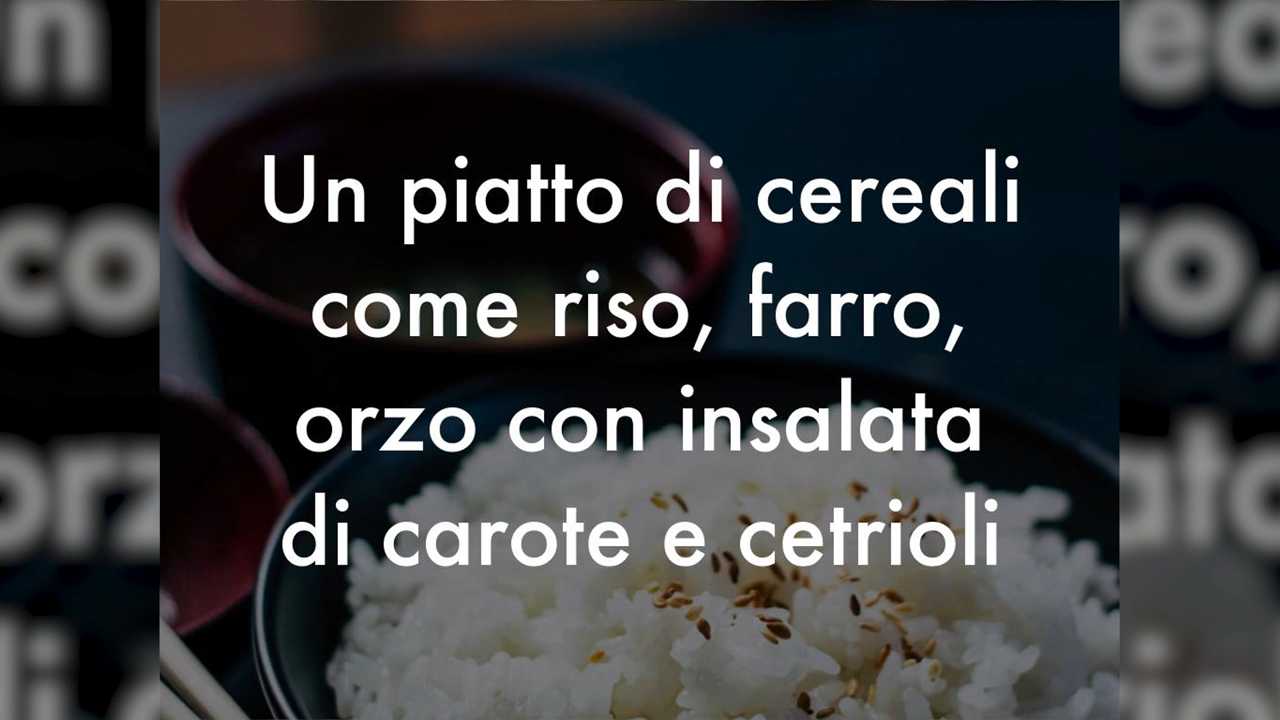 Un piatto di cereali
come riso, farro,
orzo con insalata
di carote e cetrioli